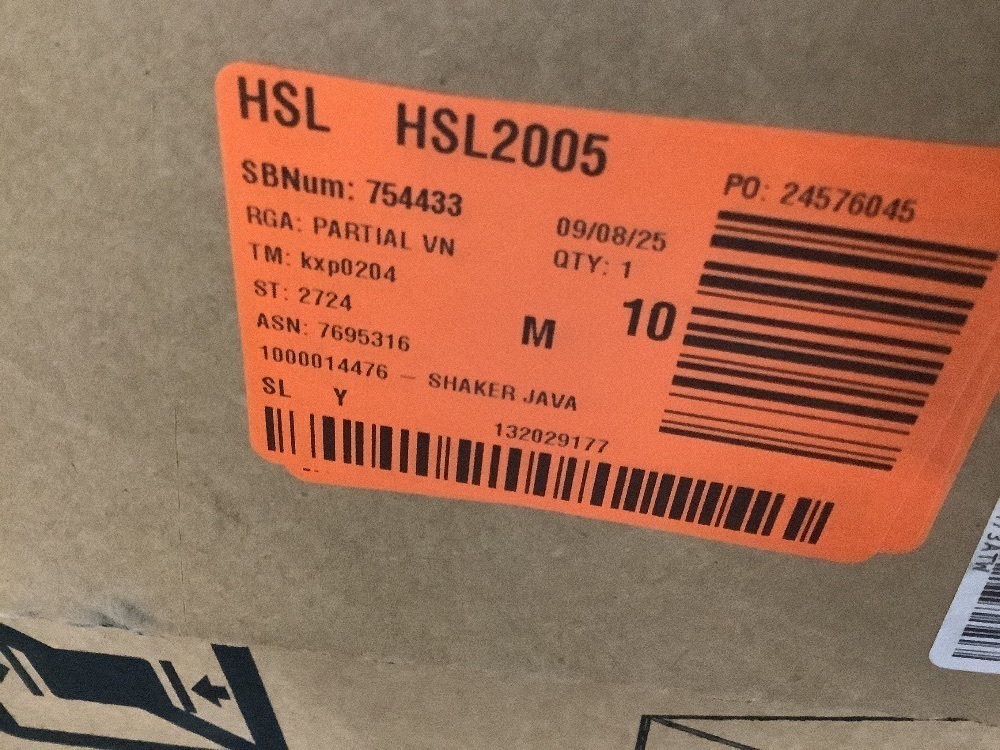 HSL HSL2005
SBNum: 754433
PO: 24576045
RGA: PARTIAL VN
09/08/25
TM: kxp0204
QTY: 1
ST: 2724
M 10
ASN: 7695316
1000014476 – SHAKER JAVA
SL Y
132029177